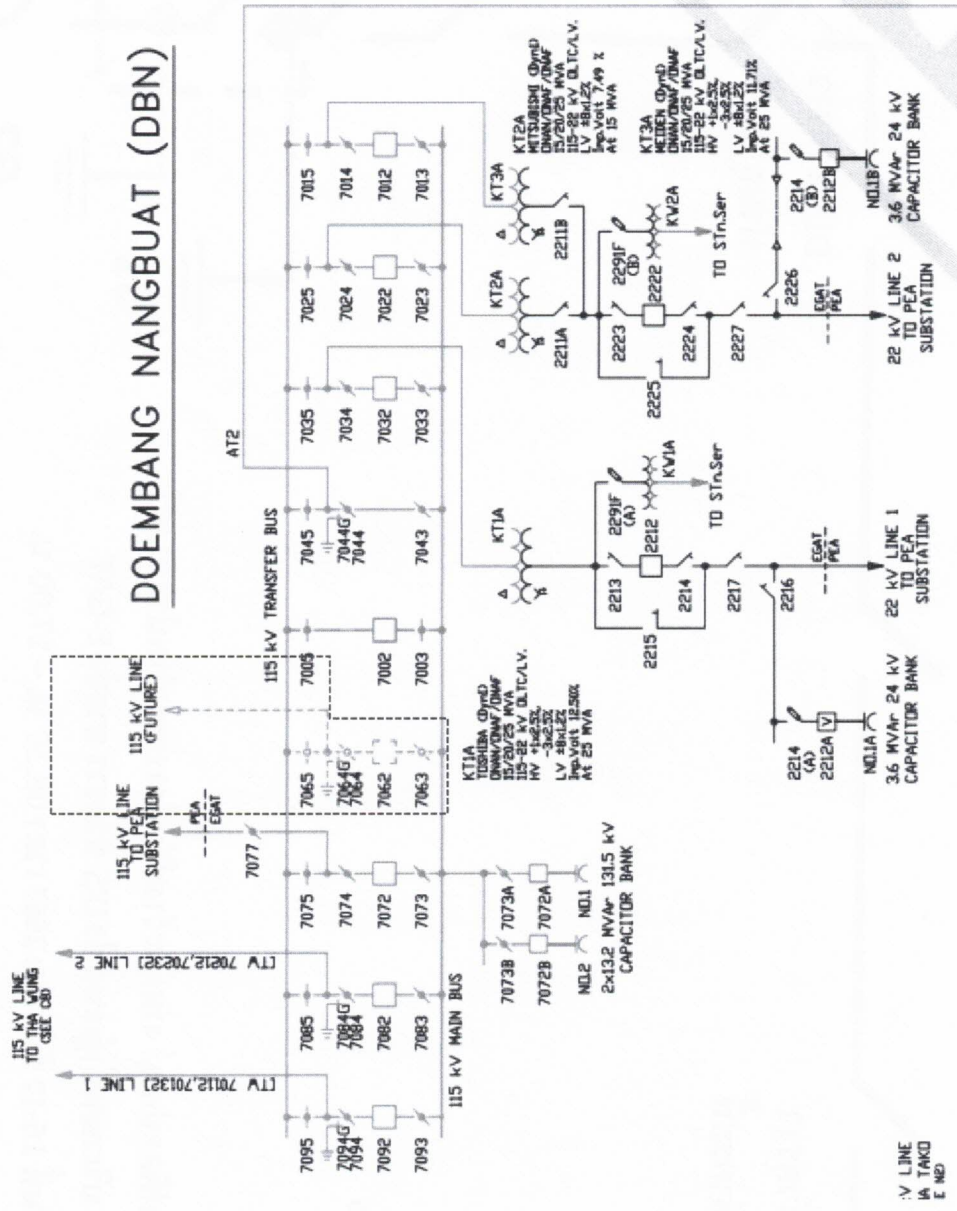 DOEMBANG NANGBUAT (DBN)
115 kV LINE
TO THA WUNG
(SEE C8)
[TW 70112,70132] LINE 1
[TW 70212,70232] LINE 2
115 kV LINE
TO PEA
SUBSTATION
PEA
EGAT
7077
115 kV LINE
(FUTURE)
AT2
115 kV TRANSFER BUS
7095
7085
7075
7065
7005
7045
7035
7025
7015
7094G
7094
7084G
7084
7074
7064G
7064
7044G
7044
7034
7024
7014
7092
7082
7072
7062
7002
7032
7022
7012
7093
7083
7073
7063
7003
7043
7033
7023
7013
115 kV MAIN BUS
7073B
7073A
7072B
7072A
NO.2
NO.1
2x13.2 MVAr 131.5 kV
CAPACITOR BANK
KT1A
TOSHIBA (Dyn1)
ONAN/ONAF/ONAF
15/20/25 MVA
115-22 kV OLTC/LV.
HV +1x2.5%
-3x2.5%
LV ±8x1.2%
Imp.Volt 12.500%
At 25 MVA
KT2A
MITSUBISHI (Dyn1)
ONAN/ONAF/ONAF
15/20/25 MVA
115-22 kV OLTC/LV.
LV ±8x1.2%
Imp.Volt 7.49 %
At 15 MVA
KT3A
MEIDEN (Dyn1)
ONAN/ONAF/ONAF
15/20/25 MVA
115-22 kV OLTC/LV.
HV +1x2.5%
-3x2.5%
LV ±8x1.2%
Imp.Volt 11.71%
At 25 MVA
KT1A
KT2A
KT3A
2211A
2211B
2213
2291F
(A)
2212
KW1A
TO STn.Ser
2215
2214
2217
2216
EGAT
PEA
22 kV LINE 1
TO PEA
SUBSTATION
2214
(A)
V
2212A
NO.1A
3.6 MVAr 24 kV
CAPACITOR BANK
2223
2291F
(B)
2222
KW2A
TO STn.Ser
2225
2224
2227
2226
EGAT
PEA
22 kV LINE 2
TO PEA
SUBSTATION
2214
(B)
2212B
NO.1B
3.6 MVAr 24 kV
CAPACITOR BANK
V LINE
TAKO